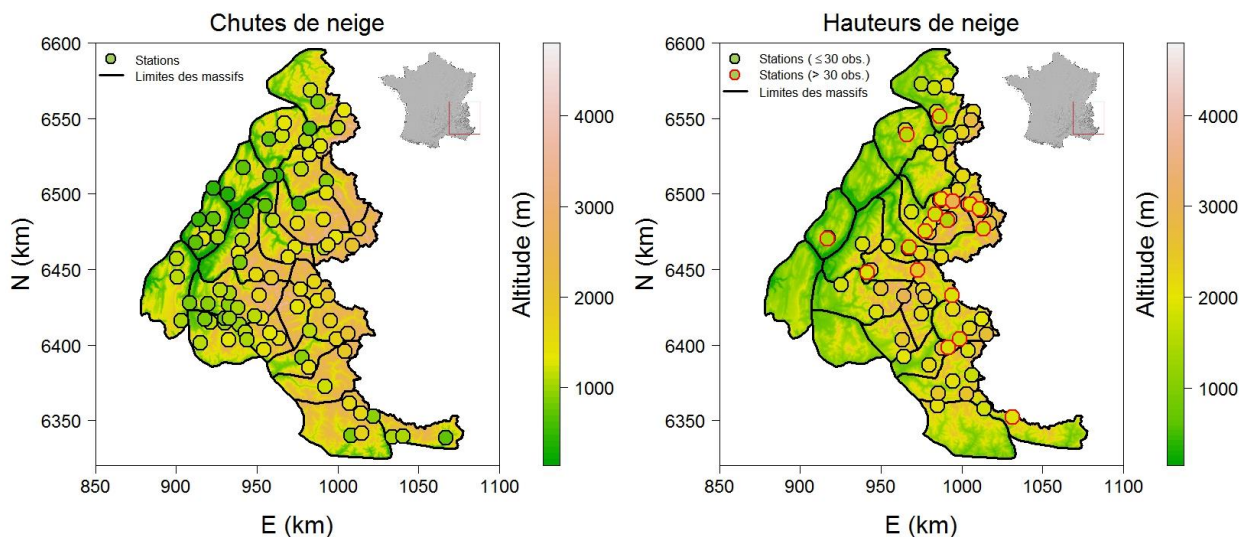 Chutes de neige
Stations
Limites des massifs
6600
6550
6500
6450
6400
6350
N (km)
850
900
950
1000
1050
1100
E (km)
4000
3000
2000
1000
Altitude (m)
Hauteurs de neige
Stations ( ≤ 30 obs.)
Stations (> 30 obs.)
Limites des massifs
6600
6550
6500
6450
6400
6350
N (km)
850
900
950
1000
1050
1100
E (km)
4000
3000
2000
1000
Altitude (m)